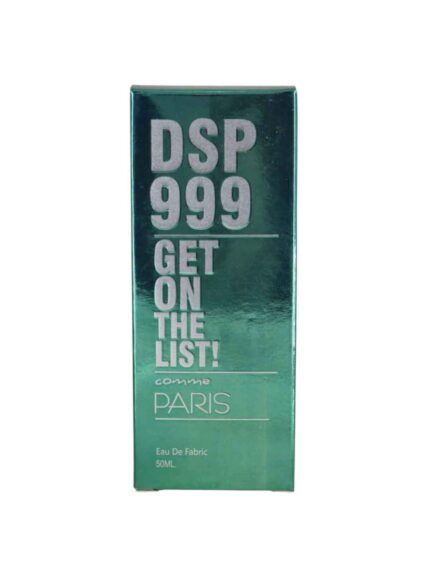 DSP
999
GET
ON
THE
LIST!
comme
PARIS
Eau De Fabric
50ML.